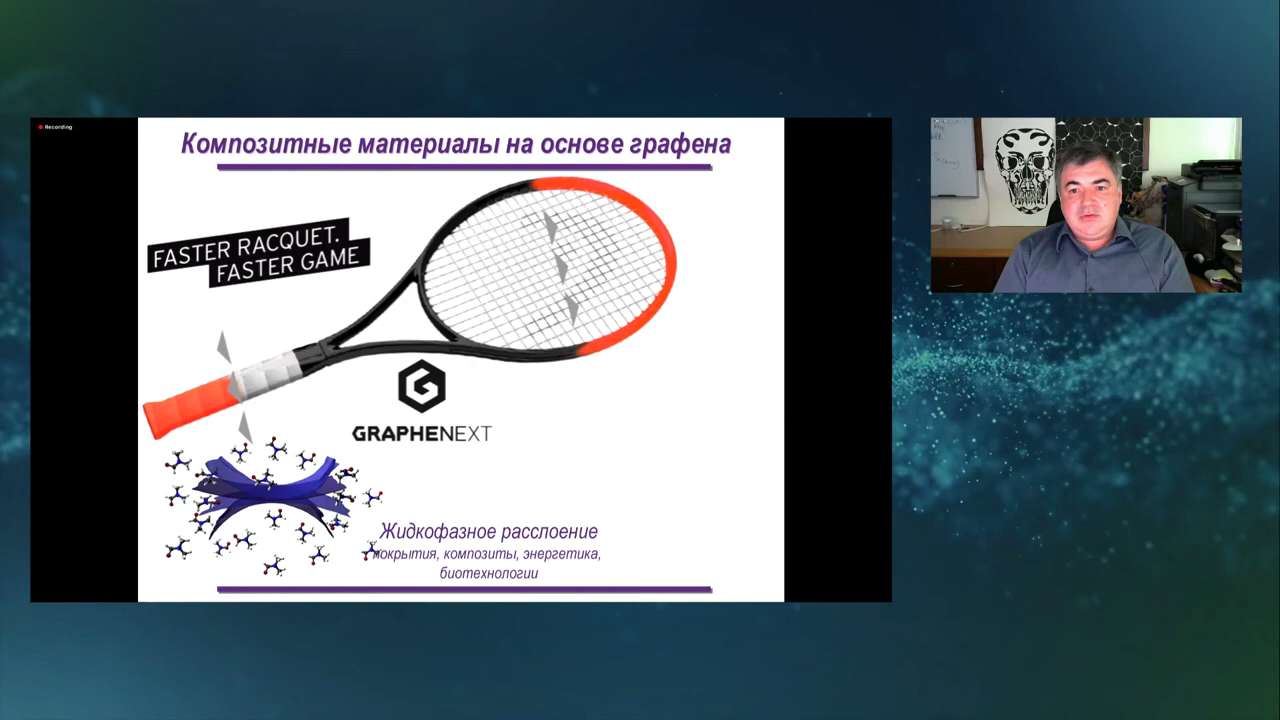 Recording
Композитные материалы на основе графена
FASTER RACQUET.
FASTER GAME
GRAPHENEXT
Жидкофазное расслоение
покрытия, композиты, энергетика,
биотехнологии